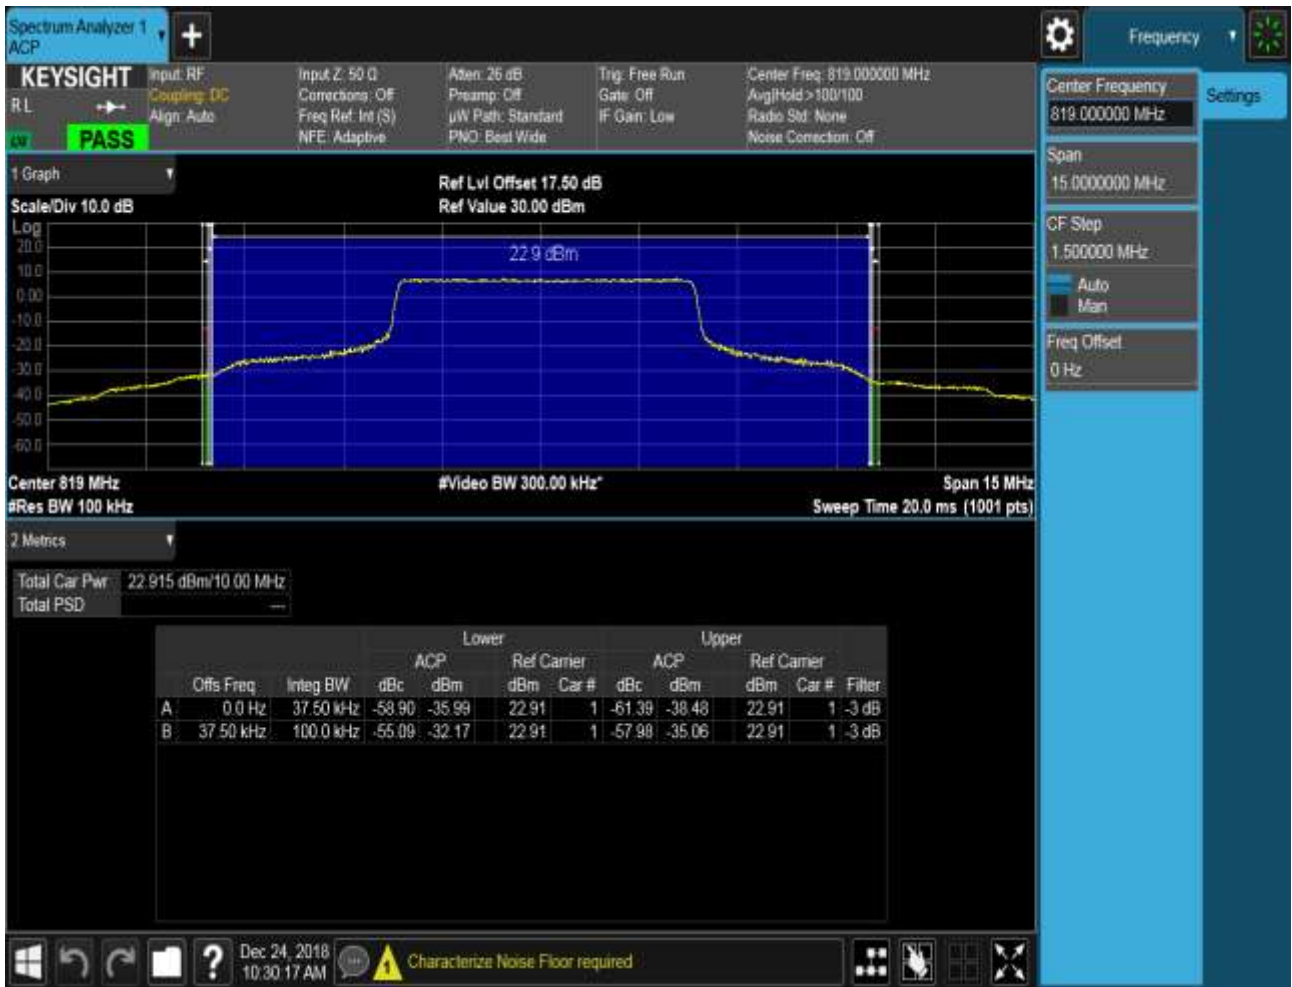 Spectrum Analyzer 1
ACP
Frequency
KEYSIGHT
R L
PASS
Input: RF
Coupling: DC
Align: Auto
Input Z: 50 Ω
Corrections: Off
Freq Ref: Int (S)
NFE: Adaptive
Atten: 26 dB
Preamp: Off
µW Path: Standard
PNO: Best Wide
Trig: Free Run
Gate: Off
IF Gain: Low
Center Freq: 819.000000 MHz
Avg|Hold >100/100
Radio Std: None
Noise Correction: Off
Center Frequency
819.000000 MHz
Settings
Span
15.0000000 MHz
CF Step
1.500000 MHz
Auto
Man
Freq Offset
0 Hz
1 Graph
Scale/Div 10.0 dB
Ref Lvl Offset 17.50 dB
Ref Value 30.00 dBm
Log
20.0
10.0
0.00
-10.0
-20.0
-30.0
-40.0
-50.0
-60.0
22.9 dBm
Center 819 MHz
#Video BW 300.00 kHz*
Span 15 MHz
#Res BW 100 kHz
Sweep Time 20.0 ms (1001 pts)
2 Metrics
Total Car Pwr 22.915 dBm/10.00 MHz
Total PSD ---
Lower Upper
ACP Ref Carrier ACP Ref Carrier
Offs Freq Integ BW dBc dBm dBm Car # dBc dBm dBm Car # Filter
A 0.0 Hz 37.50 kHz -58.90 -35.99 22.91 1 -61.39 -38.48 22.91 1 -3 dB
B 37.50 kHz 100.0 kHz -55.09 -32.17 22.91 1 -57.98 -35.06 22.91 1 -3 dB
Dec 24, 2018
10:30:17 AM
1
Characterize Noise Floor required